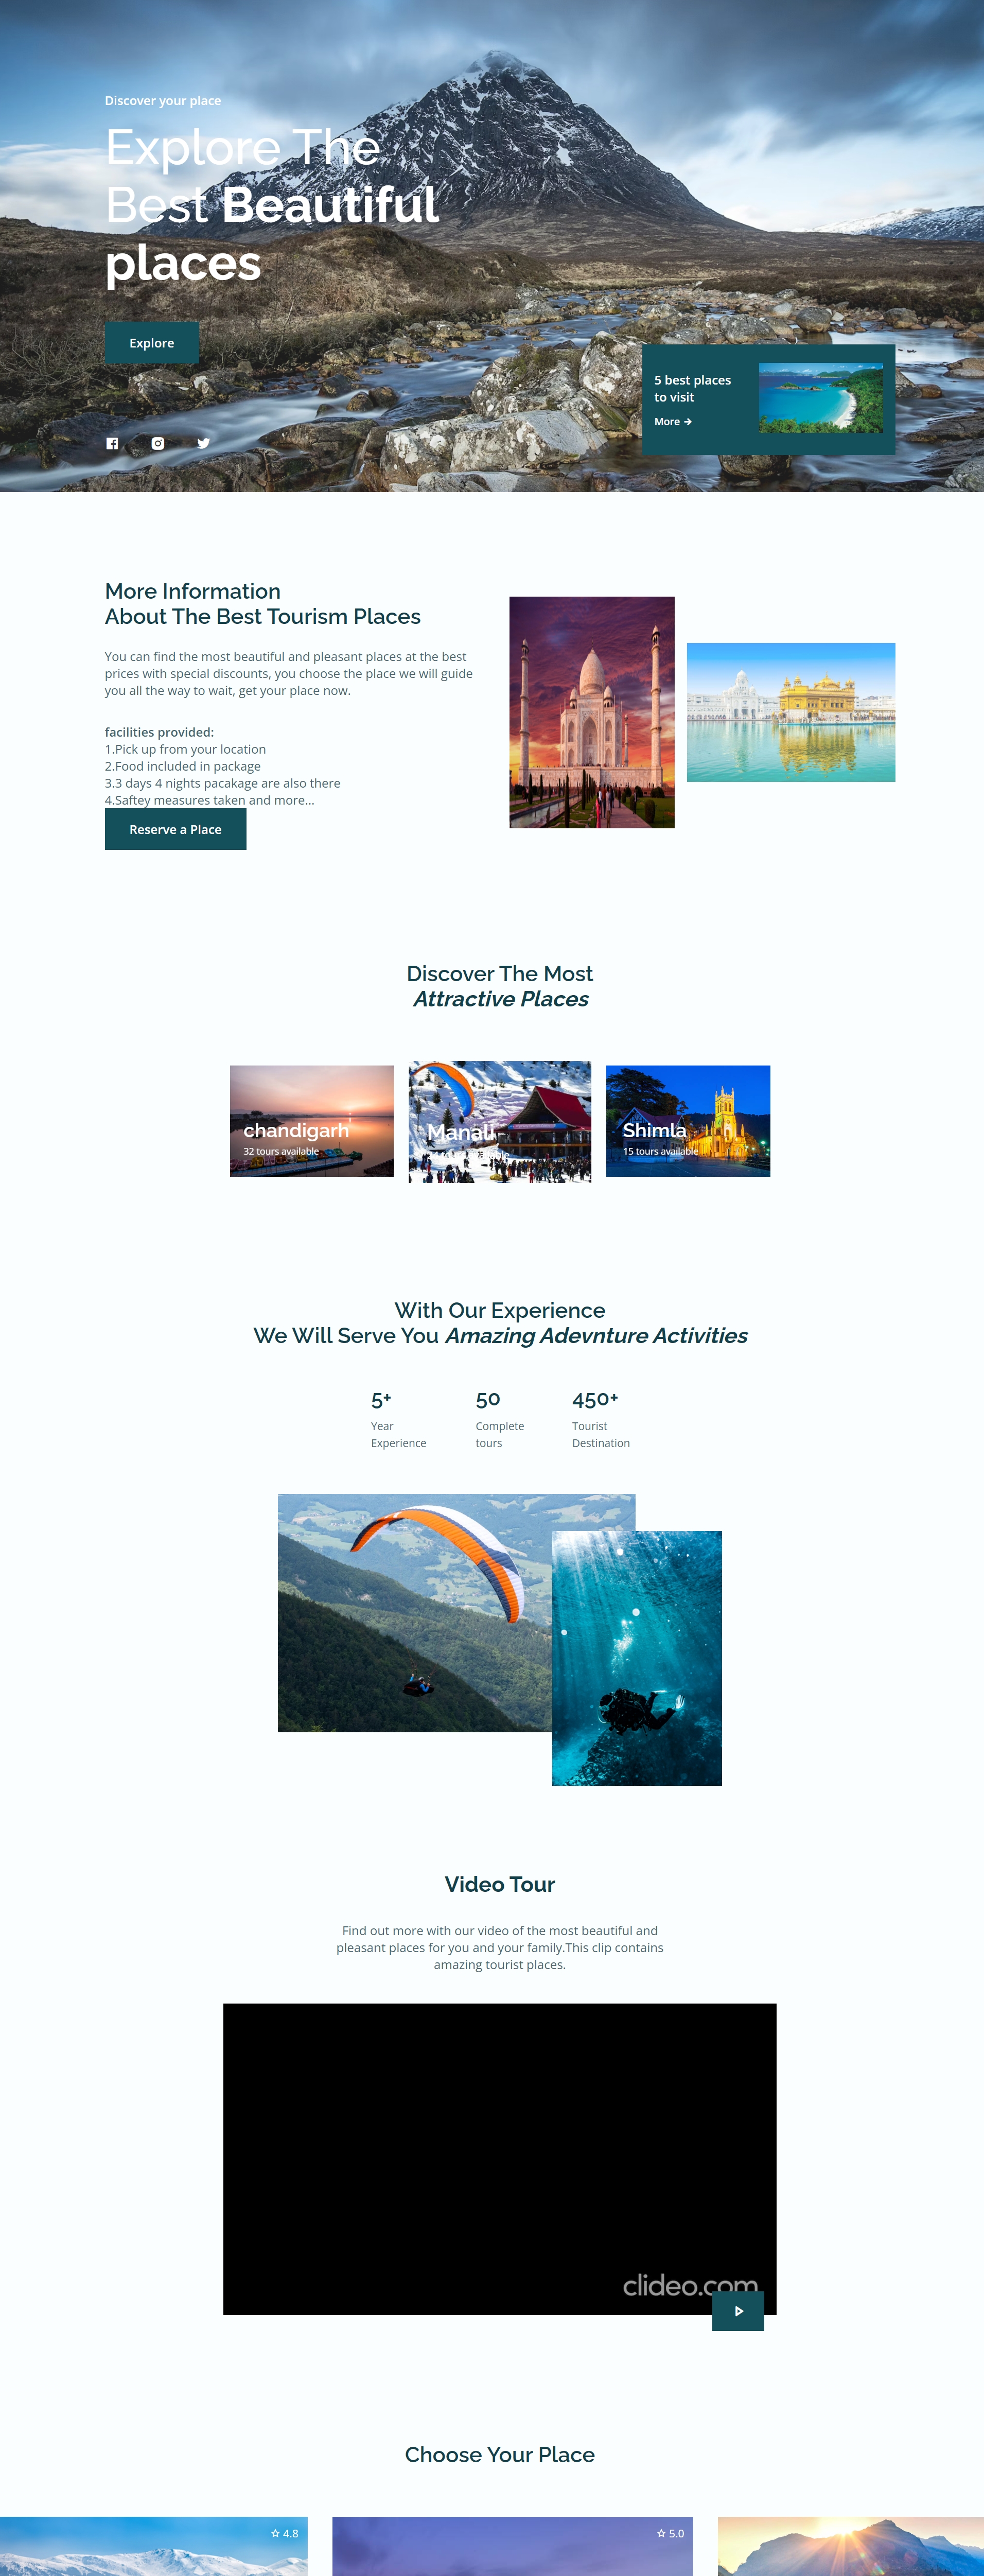 Discover your place
Explore The
Best Beautiful
places
Explore
5 best places
to visit
More →
More Information
About The Best Tourism Places
You can find the most beautiful and pleasant places at the best
prices with special discounts, you choose the place we will guide
you all the way to wait, get your place now.
facilities provided:
1.Pick up from your location
2.Food included in package
3.3 days 4 nights pacakage are also there
4.Saftey measures taken and more...
Reserve a Place
Discover The Most
Attractive Places
chandigarh
32 tours available
Manali
Shimla
15 tours available
With Our Experience
We Will Serve You Amazing Adevnture Activities
5+
Year
Experience
50
Complete
tours
450+
Tourist
Destination
Video Tour
Find out more with our video of the most beautiful and
pleasant places for you and your family.This clip contains
amazing tourist places.
clideo.com
Choose Your Place
4.8
5.0